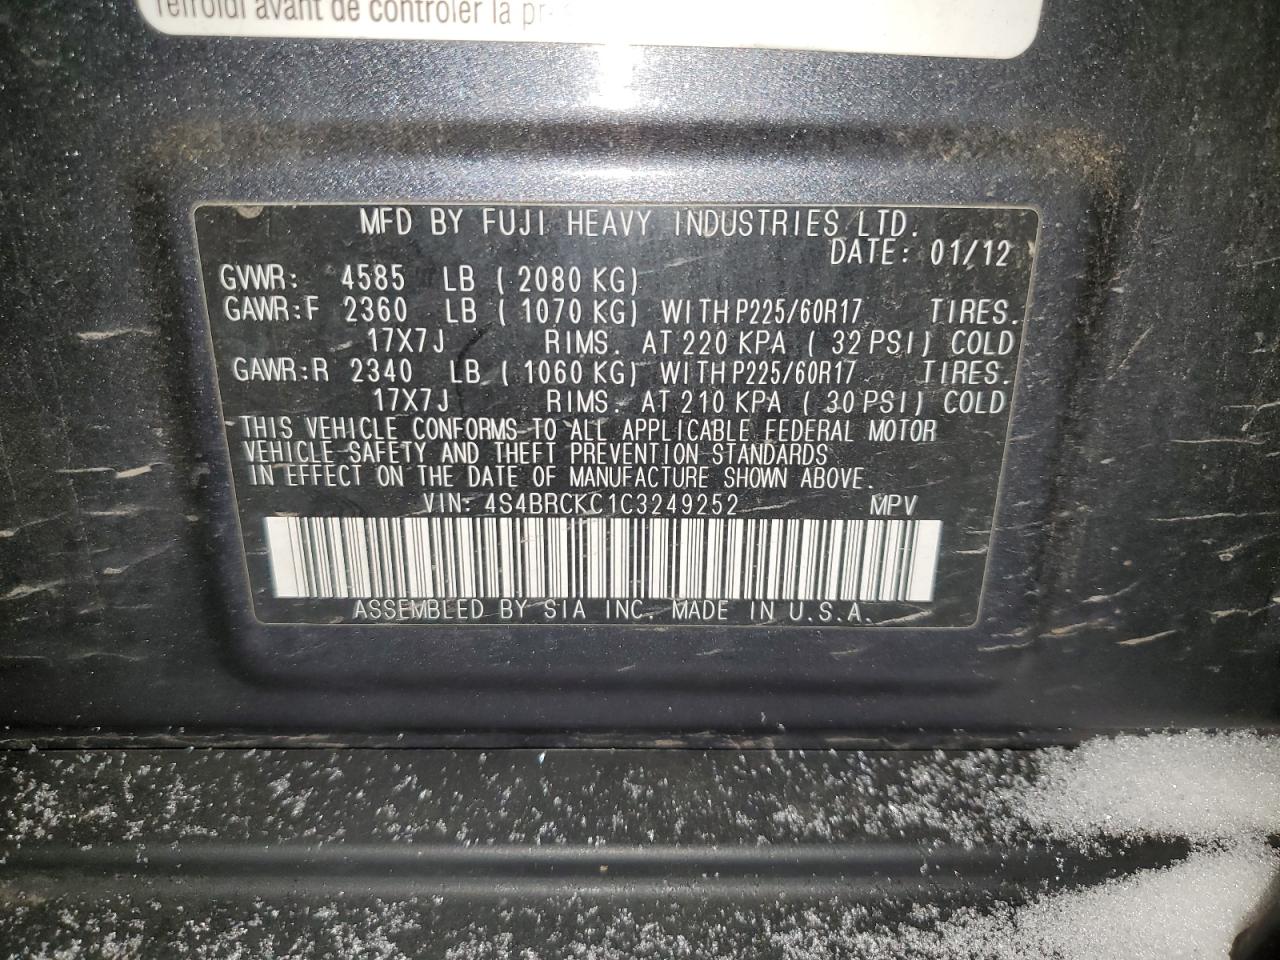 refroidi avant de contrôler la
MFD BY FUJI HEAVY INDUSTRIES LTD.
DATE: 01/12
GVWR: 4585 LB ( 2080 KG)
GAWR:F 2360 LB ( 1070 KG) WITH P225/60R17 TIRES.
17X7J RIMS. AT 220 KPA ( 32 PSI) COLD
GAWR:R 2340 LB ( 1060 KG) WITH P225/60R17 TIRES.
17X7J RIMS. AT 210 KPA ( 30 PSI) COLD
THIS VEHICLE CONFORMS TO ALL APPLICABLE FEDERAL MOTOR
VEHICLE SAFETY AND THEFT PREVENTION STANDARDS
IN EFFECT ON THE DATE OF MANUFACTURE SHOWN ABOVE.
VIN: 4S4BRCKC1C3249252 MPV
ASSEMBLED BY SIA INC. MADE IN U.S.A.